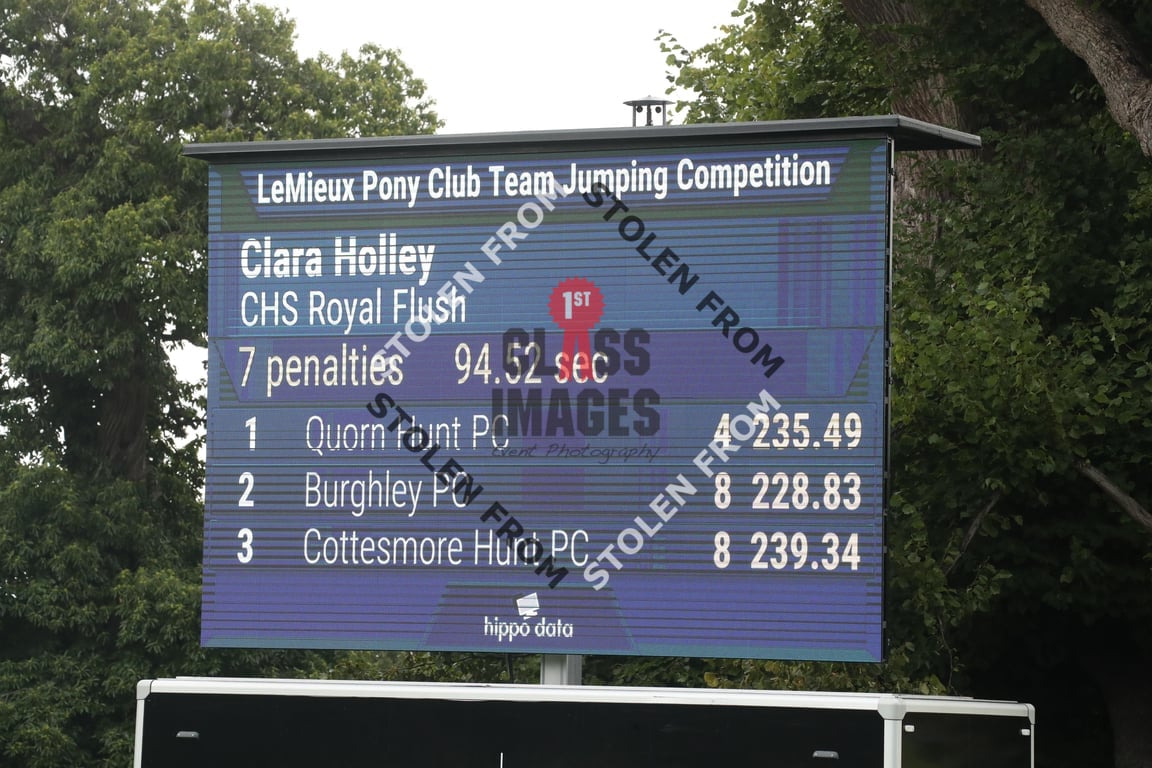 LeMieux Pony Club Team Jumping Competition
Clara Holley
CHS Royal Flush
7 penalties 94.52 sec
1 Quorn Hunt PC 4 235.49
2 Burghley PC 8 228.83
3 Cottesmore Hunt PC 8 239.34
hippo data
STOLEN FROM
STOLEN FROM
1ST
CLASS
IMAGES
Event Photography
STOLEN FROM
STOLEN FROM